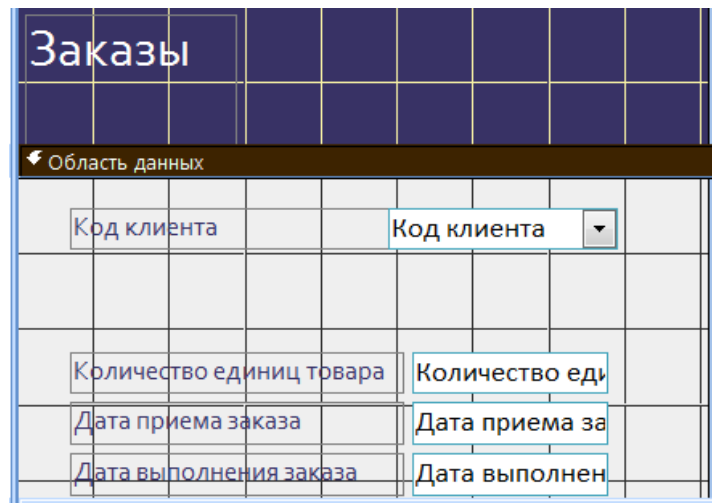 Заказы
Область данных
Код клиента Код клиента
Количество единиц товара Количество еди
Дата приема заказа Дата приема за
Дата выполнения заказа Дата выполнен